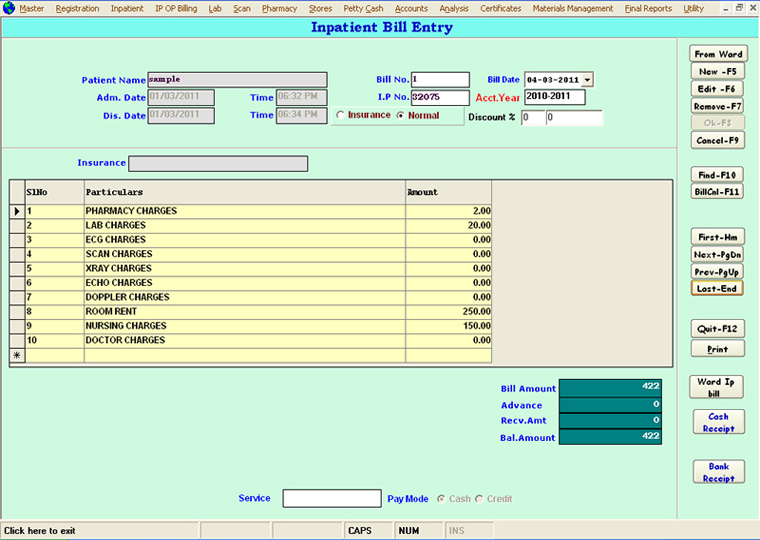 Master Registration Inpatient IP OP Billing Lab Scan Pharmacy Stores Petty Cash Accounts Analysis Certificates Materials Management Final Reports Utility
Inpatient Bill Entry
From Ward
Patient Name sample Bill No. 1 Bill Date 04-03-2011 New -F5
Adm. Date 01/03/2011 Time 06:32 PM I.P No. 32075 Acct.Year 2010-2011 Edit -F6
Dis. Date 01/03/2011 Time 06:34 PM Insurance Normal Discount % 0 0 Remove-F7
Ok-F8
Cancel-F9
Insurance
Find-F10
BillCnl-F11
SlNo Particulars Amount
1 PHARMACY CHARGES 2.00
2 LAB CHARGES 20.00
3 ECG CHARGES 0.00
4 SCAN CHARGES 0.00
5 XRAY CHARGES 0.00
6 ECHO CHARGES 0.00
7 DOPPLER CHARGES 0.00
8 ROOM RENT 250.00
9 NURSING CHARGES 150.00
10 DOCTOR CHARGES 0.00
*
First-Hm
Next-PgDn
Prev-PgUp
Last-End
Quit-F12
Print
Ward Ip
bill
Cash
Receipt
Bank
Receipt
Bill Amount 422
Advance 0
Recv.Amt 0
Bal.Amount 422
Service Pay Mode Cash Credit
Click here to exit CAPS NUM INS